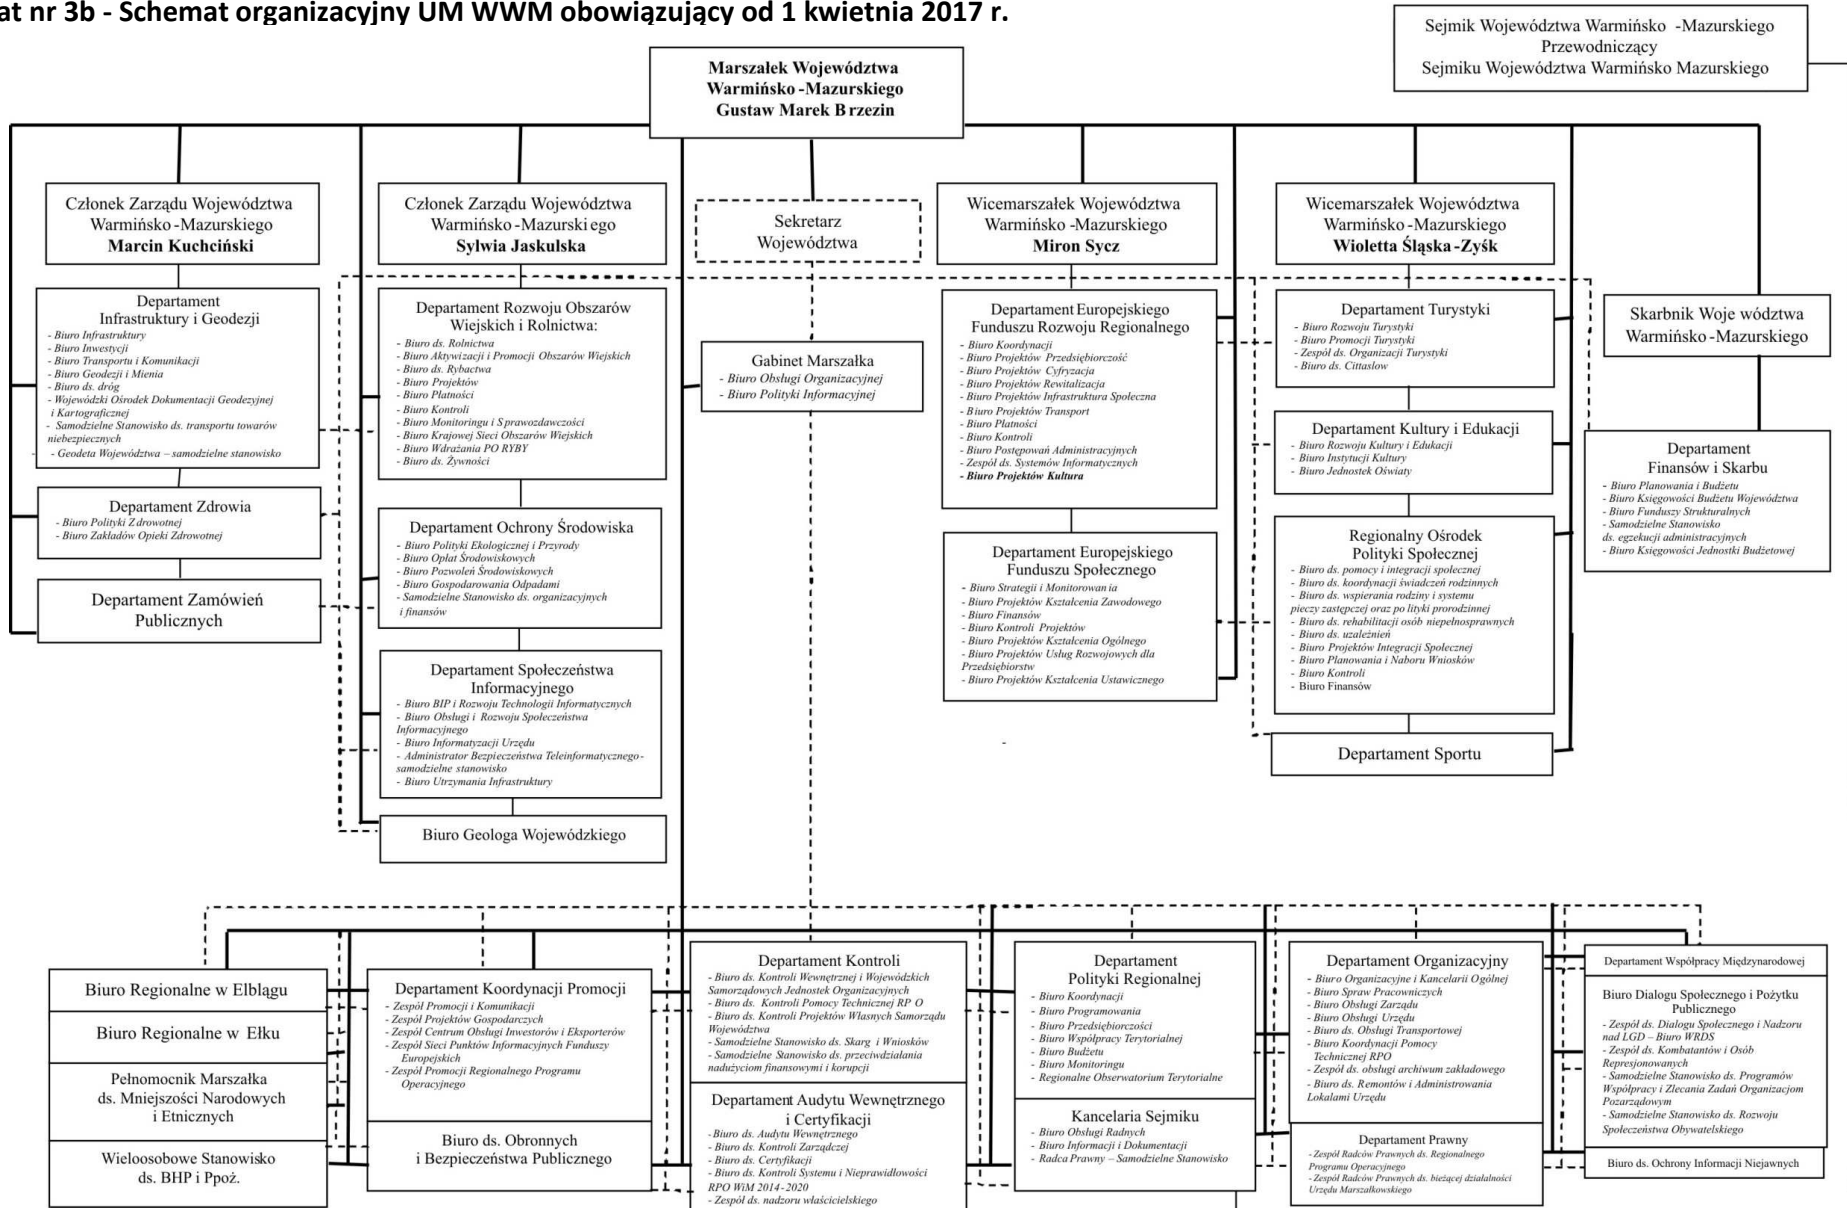 at nr 3b - Schemat organizacyjny UM WWM obowiązujący od 1 kwietnia 2017 r.
Sejmik Województwa Warmińsko -Mazurskiego
Przewodniczący
Sejmiku Województwa Warmińsko Mazurskiego
Marszałek Województwa
Warmińsko -Mazurskiego
Gustaw Marek Brzezin
Członek Zarządu Województwa
Warmińsko -Mazurskiego
Marcin Kuchciński
Członek Zarządu Województwa
Warmińsko -Mazurskiego
Sylwia Jaskulska
Sekretarz
Województwa
Wicemarszałek Województwa
Warmińsko -Mazurskiego
Miron Sycz
Wicemarszałek Województwa
Warmińsko -Mazurskiego
Wioletta Śląska -Zyśk
Departament
Infrastruktury i Geodezji
- Biuro Infrastruktury
- Biuro Inwestycji
- Biuro Transportu i Komunikacji
- Biuro Geodezji i Mienia
- Biuro ds. dróg
- Wojewódzki Ośrodek Dokumentacji Geodezyjnej
i Kartograficznej
- Samodzielne Stanowisko ds. transportu towarów
niebezpiecznych
- - Geodeta Województwa – samodzielne stanowisko
Departament Zdrowia
- Biuro Polityki Zdrowotnej
- Biuro Zakładów Opieki Zdrowotnej
Departament Zamówień
Publicznych
Departament Rozwoju Obszarów
Wiejskich i Rolnictwa:
- Biuro ds. Rolnictwa
- Biuro Aktywizacji i Promocji Obszarów Wiejskich
- Biuro ds. Rybactwa
- Biuro Projektów
- Biuro Płatności
- Biuro Kontroli
- Biuro Monitoringu i Sprawozdawczości
- Biuro Krajowej Sieci Obszarów Wiejskich
- Biuro Wdrażania PO RYBY
- Biuro ds. Żywności
Departament Ochrony Środowiska
- Biuro Polityki Ekologicznej i Przyrody
- Biuro Opłat Środowiskowych
- Biuro Pozwoleń Środowiskowych
- Biuro Gospodarowania Odpadami
- Samodzielne Stanowisko ds. organizacyjnych
i finansów
Departament Społeczeństwa
Informacyjnego
- Biuro BIP i Rozwoju Technologii Informatycznych
- Biuro Obsługi i Rozwoju Społeczeństwa
Informacyjnego
- Biuro Informatyzacji Urzędu
- Administrator Bezpieczeństwa Teleinformatycznego-
samodzielne stanowisko
- Biuro Utrzymania Infrastruktury
Biuro Geologa Wojewódzkiego
Gabinet Marszałka
- Biuro Obsługi Organizacyjnej
- Biuro Polityki Informacyjnej
Departament Europejskiego
Funduszu Rozwoju Regionalnego
- Biuro Koordynacji
- Biuro Projektów Przedsiębiorczość
- Biuro Projektów Cyfryzacja
- Biuro Projektów Rewitalizacja
- Biuro Projektów Infrastruktura Społeczna
- Biuro Projektów Transport
- Biuro Płatności
- Biuro Kontroli
- Biuro Postępowań Administracyjnych
- Zespół ds. Systemów Informatycznych
- Biuro Projektów Kultura
Departament Europejskiego
Funduszu Społecznego
- Biuro Strategii i Monitorowania
- Biuro Projektów Kształcenia Zawodowego
- Biuro Finansów
- Biuro Kontroli Projektów
- Biuro Projektów Kształcenia Ogólnego
- Biuro Projektów Usług Rozwojowych dla
Przedsiębiorstw
- Biuro Projektów Kształcenia Ustawicznego
-
Departament Turystyki
- Biuro Rozwoju Turystyki
- Biuro Promocji Turystyki
- Zespół ds. Organizacji Turystyki
- Biuro ds. Cittaslow
Departament Kultury i Edukacji
- Biuro Rozwoju Kultury i Edukacji
- Biuro Instytucji Kultury
- Biuro Jednostek Oświaty
Regionalny Ośrodek
Polityki Społecznej
- Biuro ds. pomocy i integracji społecznej
- Biuro ds. koordynacji świadczeń rodzinnych
- Biuro ds. wspierania rodziny i systemu
pieczy zastępczej oraz polityki prorodzinnej
- Biuro ds. rehabilitacji osób niepełnosprawnych
- Biuro ds. uzależnień
- Biuro Projektów Integracji Społecznej
- Biuro Planowania i Naboru Wniosków
- Biuro Kontroli
- Biuro Finansów
Departament Sportu
Skarbnik Woje wództwa
Warmińsko -Mazurskiego
Departament
Finansów i Skarbu
- Biuro Planowania i Budżetu
- Biuro Księgowości Budżetu Województwa
- Biuro Funduszy Strukturalnych
- Samodzielne Stanowisko
ds. egzekucji administracyjnych
- Biuro Księgowości Jednostki Budżetowej
Biuro Regionalne w Elblągu
Biuro Regionalne w Ełku
Pełnomocnik Marszałka
ds. Mniejszości Narodowych
i Etnicznych
Wieloosobowe Stanowisko
ds. BHP i Ppoż.
Departament Koordynacji Promocji
- Zespół Promocji i Komunikacji
- Zespół Projektów Gospodarczych
- Zespół Centrum Obsługi Inwestorów i Eksporterów
- Zespół Sieci Punktów Informacyjnych Funduszy
Europejskich
- Zespół Promocji Regionalnego Programu
Operacyjnego
Biuro ds. Obronnych
i Bezpieczeństwa Publicznego
Departament Kontroli
- Biuro ds. Kontroli Wewnętrznej i Wojewódzkich
Samorządowych Jednostek Organizacyjnych
- Biuro ds. Kontroli Pomocy Technicznej RP O
- Biuro ds. Kontroli Projektów Własnych Samorządu
Województwa
- Samodzielne Stanowisko ds. Skarg i Wniosków
- Samodzielne Stanowisko ds. przeciwdziałania
nadużyciom finansowymi i korupcji
Departament Audytu Wewnętrznego
i Certyfikacji
- Biuro ds. Audytu Wewnętrznego
- Biuro ds. Kontroli Zarządczej
- Biuro ds. Certyfikacji
- Biuro ds. Kontroli Systemu i Nieprawidłowości
RPO WiM 2014-2020
- Zespół ds. nadzoru właścicielskiego
Departament
Polityki Regionalnej
- Biuro Koordynacji
- Biuro Programowania
- Biuro Przedsiębiorczości
- Biuro Współpracy Terytorialnej
- Biuro Budżetu
- Biuro Monitoringu
- Regionalne Obserwatorium Terytorialne
Kancelaria Sejmiku
- Biuro Obsługi Radnych
- Biuro Informacji i Dokumentacji
- Radca Prawny – Samodzielne Stanowisko
Departament Organizacyjny
- Biuro Organizacyjne i Kancelarii Ogólnej
- Biuro Spraw Pracowniczych
- Biuro Obsługi Zarządu
- Biuro Obsługi Urzędu
- Biuro ds. Obsługi Transportowej
- Biuro Koordynacji Pomocy
Technicznej RPO
- Zespół ds. obsługi archiwum zakładowego
- Biuro ds. Remontów i Administrowania
Lokalami Urzędu
Departament Prawny
- Zespół Radców Prawnych ds. Regionalnego
Programu Operacyjnego
- Zespół Radców Prawnych ds. bieżącej działalności
Urzędu Marszałkowskiego
Departament Współpracy Międzynarodowej
Biuro Dialogu Społecznego i Pożytku
Publicznego
- Zespół ds. Dialogu Społecznego i Nadzoru
nad LGD – Biuro WRDS
- Zespół ds. Kombatantów i Osób
Represjonowanych
- Samodzielne Stanowisko ds. Programów
Współpracy i Zlecania Zadań Organizacjom
Pozarządowym
- Samodzielne Stanowisko ds. Rozwoju
Społeczeństwa Obywatelskiego
Biuro ds. Ochrony Informacji Niejawnych